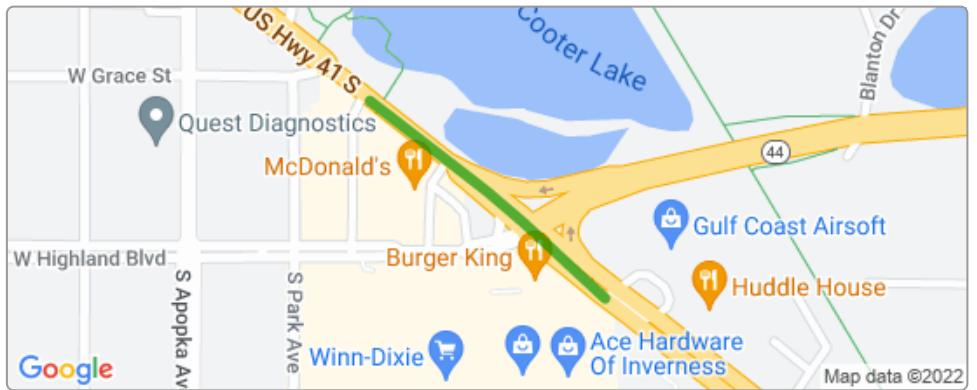 US Hwy 41 S
Cooter Lake
Blanton Dr
W Grace St
Quest Diagnostics
McDonald's
44
Gulf Coast Airsoft
W Highland Blvd
Burger King
Huddle House
S Apopka Av
S Park Ave
Winn-Dixie
Ace Hardware
Of Inverness
Google
Map data ©2022